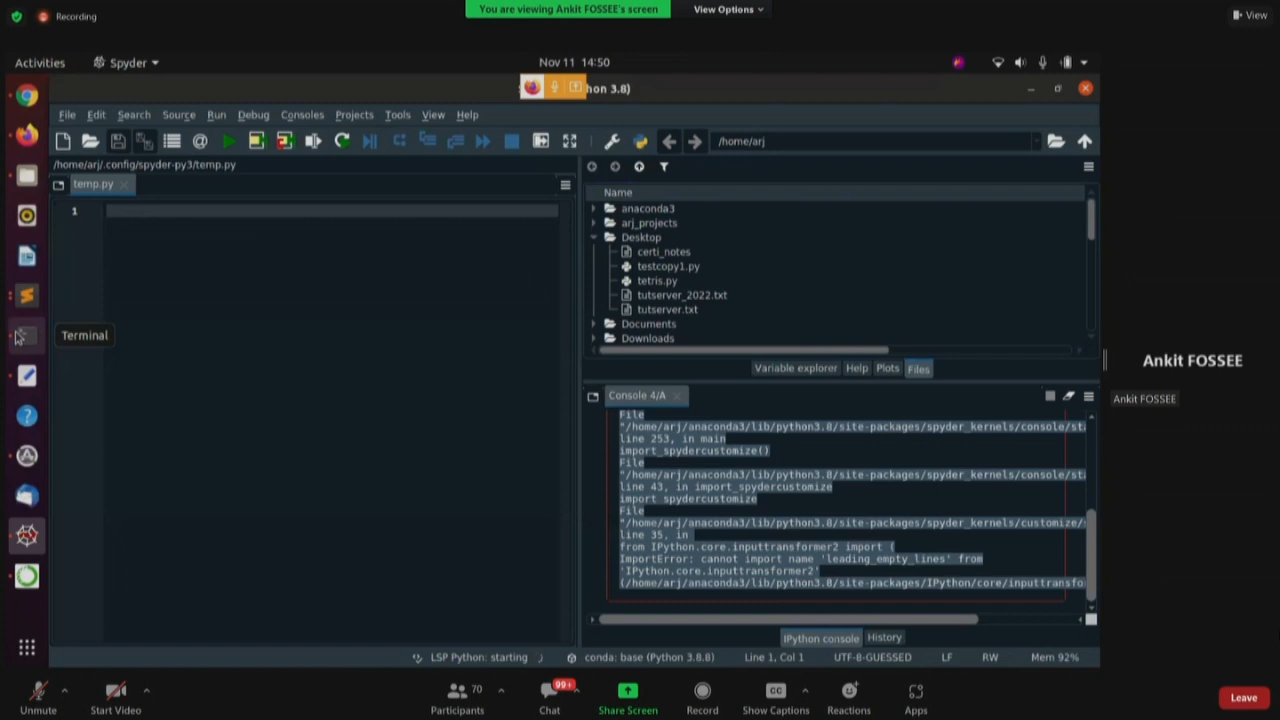 Recording
You are viewing Ankit FOSSEE's screen
View Options
View
Activities
Spyder
Nov 11 14:50
hon 3.8)
File Edit Search Source Run Debug Consoles Projects Tools View Help
/home/arj
/home/arj/.config/spyder-py3/temp.py
temp.py
1
Terminal
Name
anaconda3
arj_projects
Desktop
certi_notes
testcopy1.py
tetris.py
tutserver_2022.txt
tutserver.txt
Documents
Downloads
Variable explorer Help Plots Files
Console 4/A
File
"/home/arj/anaconda3/lib/python3.8/site-packages/spyder_kernels/console/sta
line 253, in main
import_spydercustomize()
File
"/home/arj/anaconda3/lib/python3.8/site-packages/spyder_kernels/console/sta
line 43, in import_spydercustomize
import spydercustomize
File
"/home/arj/anaconda3/lib/python3.8/site-packages/spyder_kernels/customize/s
line 35, in
from IPython.core.inputtransformer2 import (
ImportError: cannot import name 'leading_empty_lines' from
'IPython.core.inputtransformer2'
(/home/arj/anaconda3/lib/python3.8/site-packages/IPython/core/inputtransfo
IPython console History
LSP Python: starting
conda: base (Python 3.8.8)
Line 1, Col 1
UTF-8-GUESSED
LF
RW
Mem 92%
Ankit FOSSEE
Ankit FOSSEE
Unmute
Start Video
70
Participants
99+
Chat
Share Screen
Record
CC
Show Captions
Reactions
Apps
Leave